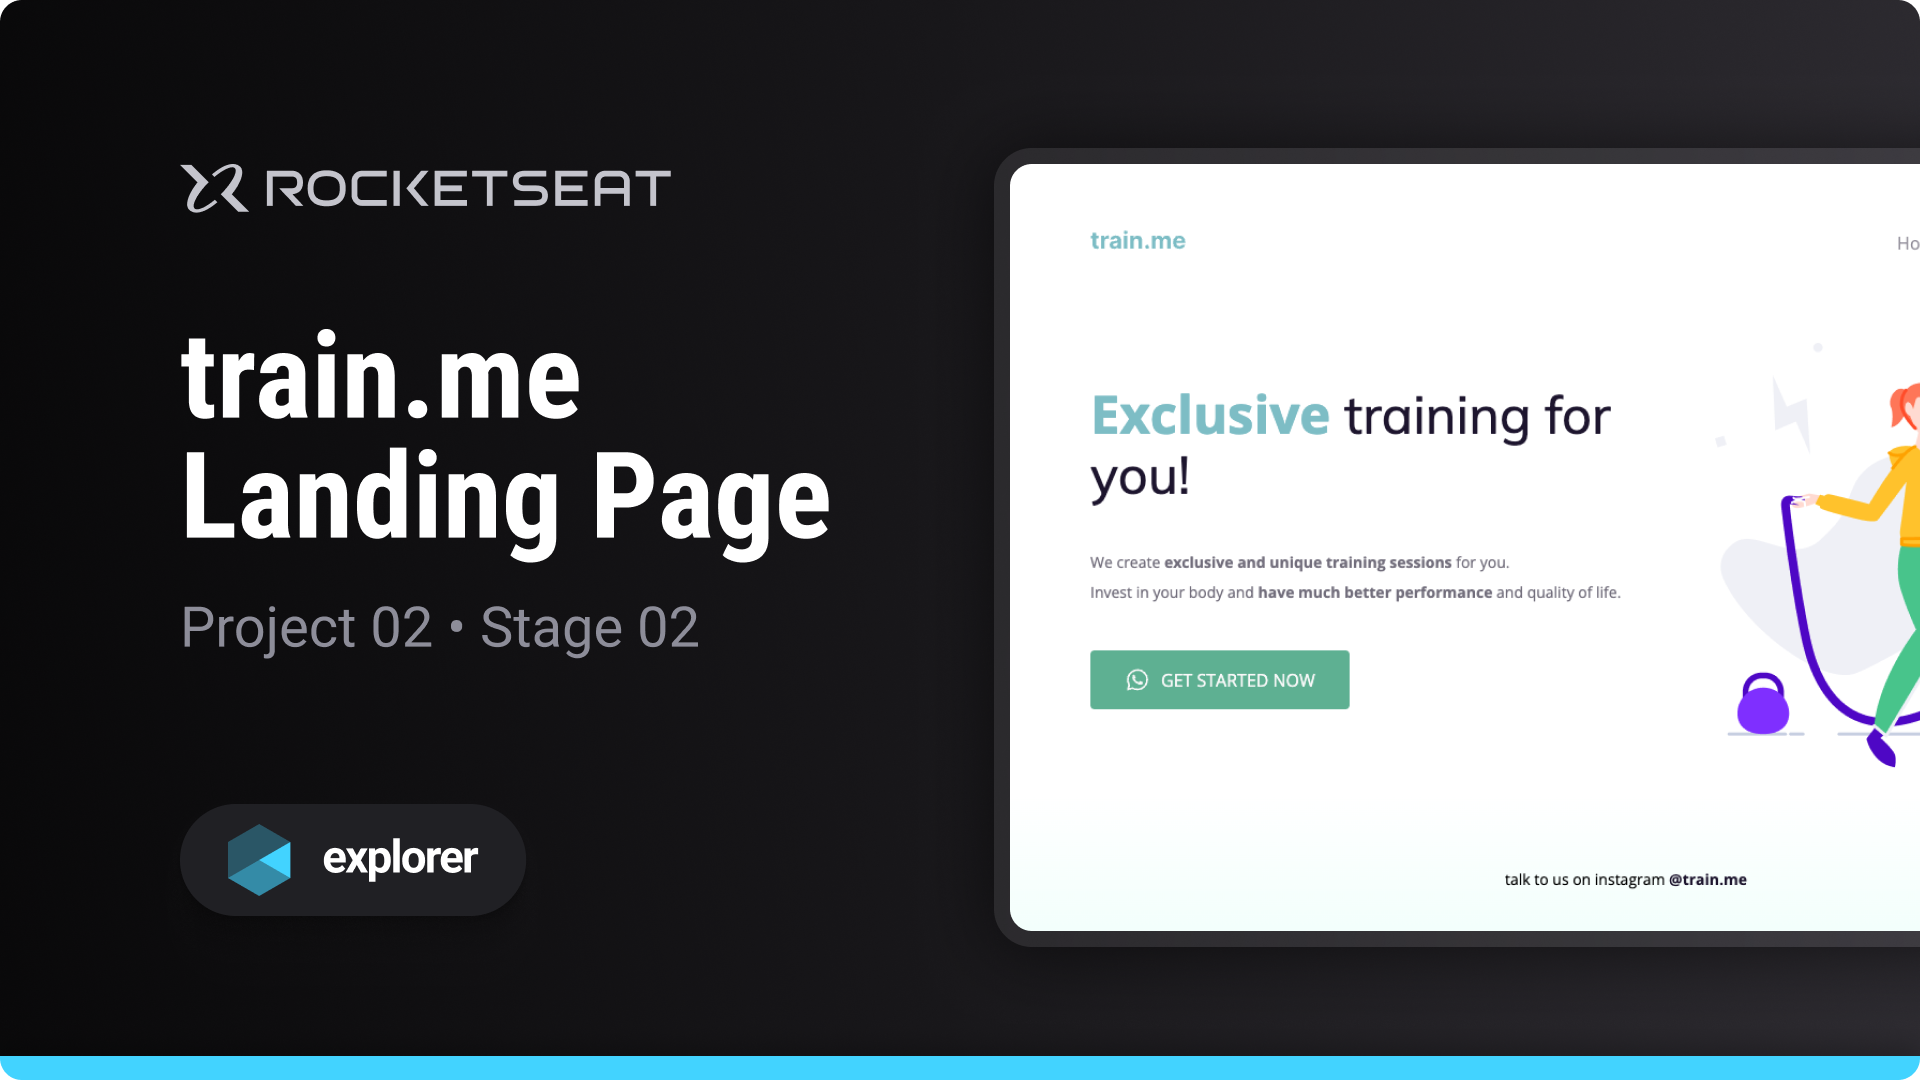 ROCKETSEAT
train.me
Landing Page
Project 02 • Stage 02
explorer
train.me
Ho
Exclusive training for
you!
We create exclusive and unique training sessions for you.
Invest in your body and have much better performance and quality of life.
GET STARTED NOW
talk to us on instagram @train.me